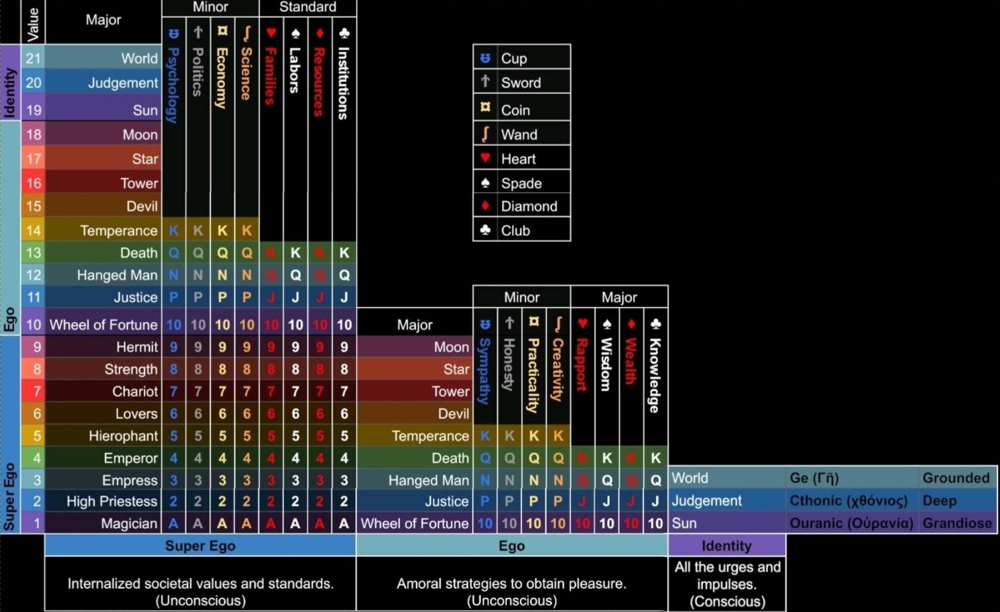 Minor Standard
Value Major ♥ ♠ ♦ ♣
Psychology Politics Economy Science Families Labors Resources Institutions
Identity
21 World
20 Judgement
19 Sun
Ego
18 Moon
17 Star
16 Tower
15 Devil
14 Temperance K K K K
13 Death Q Q Q Q K K K K
12 Hanged Man N N N N Q Q Q Q
11 Justice P P P P J J J J
10 Wheel of Fortune 10 10 10 10 10 10 10 10
Super Ego
9 Hermit 9 9 9 9 9 9 9 9
8 Strength 8 8 8 8 8 8 8 8
7 Chariot 7 7 7 7 7 7 7 7
6 Lovers 6 6 6 6 6 6 6 6
5 Hierophant 5 5 5 5 5 5 5 5
4 Emperor 4 4 4 4 4 4 4 4
3 Empress 3 3 3 3 3 3 3 3
2 High Priestess 2 2 2 2 2 2 2 2
1 Magician A A A A A A A A
Cup
Sword
Coin
Wand
♥ Heart
♠ Spade
♦ Diamond
♣ Club
Minor Major
Major ♥ ♠ ♦ ♣
Sympathy Honesty Practicality Creativity Rapport Wisdom Wealth Knowledge
Moon
Star
Tower
Devil
Temperance K K K K
Death Q Q Q Q K K K K
Hanged Man N N N N Q Q Q Q
Justice P P P P J J J J
Wheel of Fortune 10 10 10 10 10 10 10 10
World Ge (Γῆ) Grounded
Judgement Cthonic (χθόνιος) Deep
Sun Ouranic (Οὐρανία) Grandiose
Super Ego Ego Identity
Internalized societal values and standards.
(Unconscious)
Amoral strategies to obtain pleasure.
(Unconscious)
All the urges and
impulses.
(Conscious)